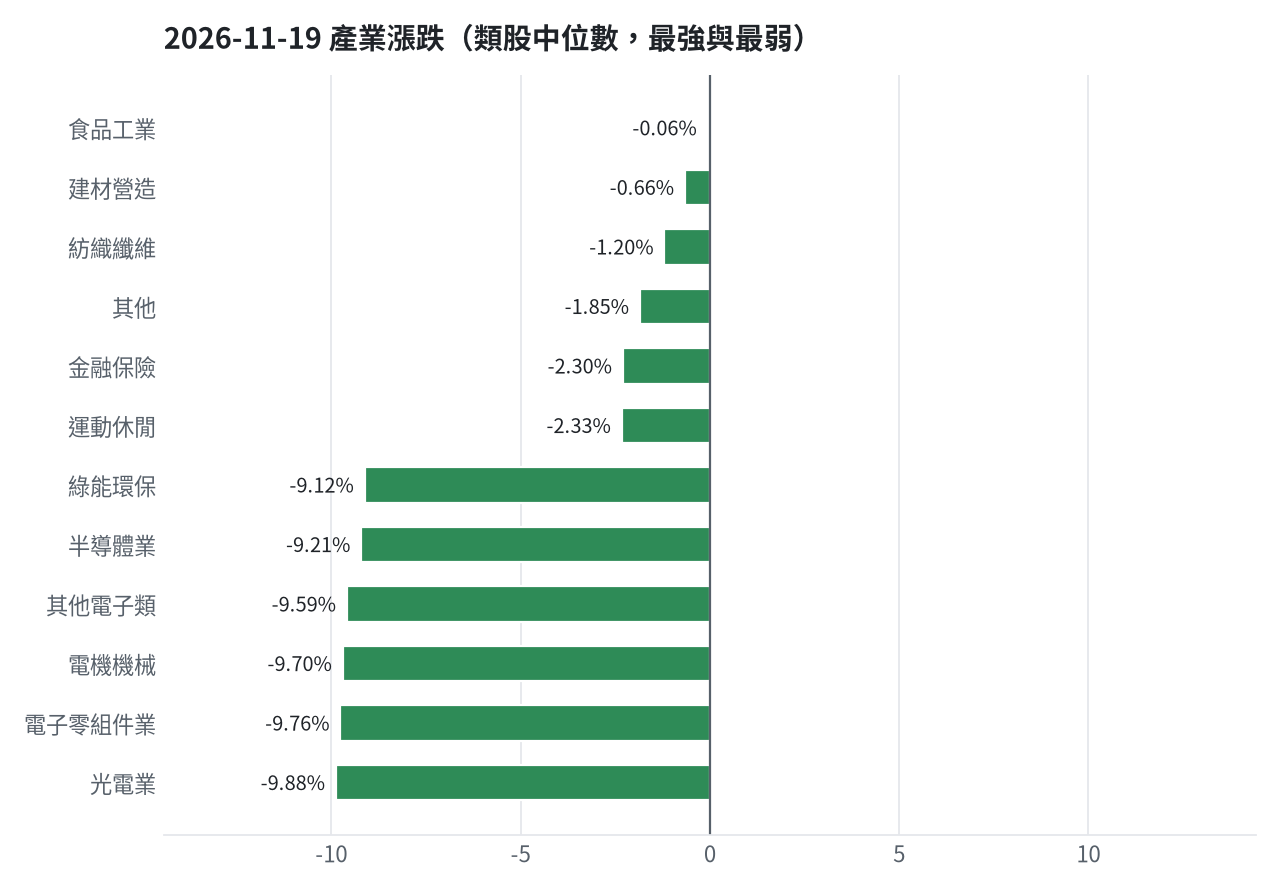 2026-11-19 產業漲跌（類股中位數，最強與最弱）
食品工業 -0.06%
建材營造 -0.66%
紡織纖維 -1.20%
其他 -1.85%
金融保險 -2.30%
運動休閒 -2.33%
綠能環保 -9.12%
半導體業 -9.21%
其他電子類 -9.59%
電機機械 -9.70%
電子零組件業 -9.76%
光電業 -9.88%
-10 -5 0 5 10